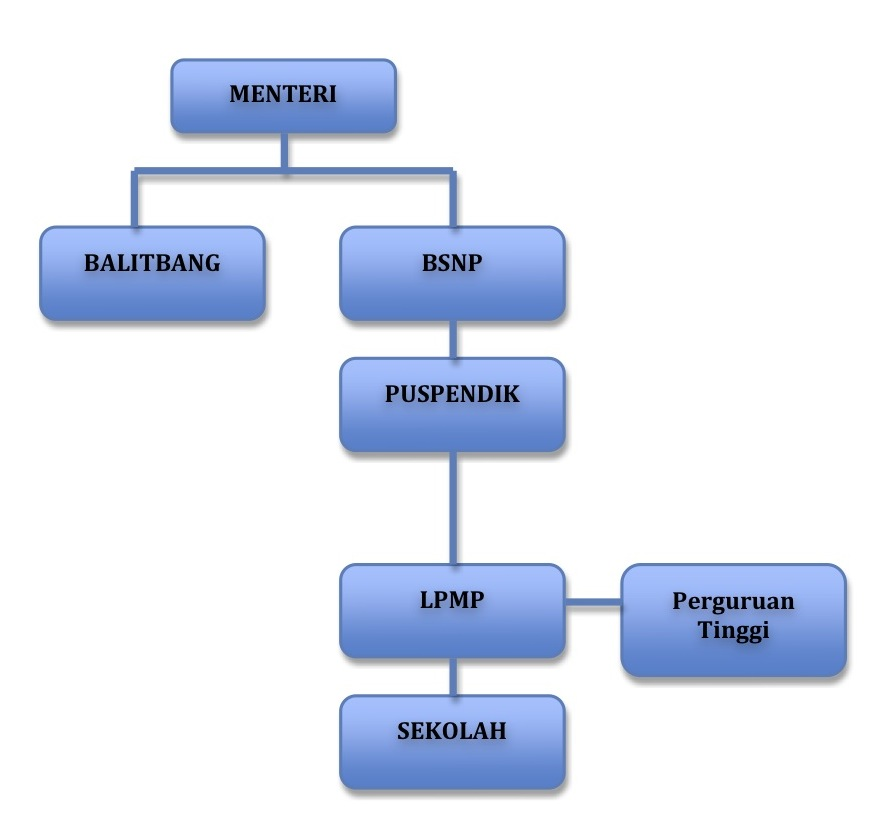 MENTERI
BALITBANG
BSNP
PUSPENDIK
LPMP
Perguruan
Tinggi
SEKOLAH